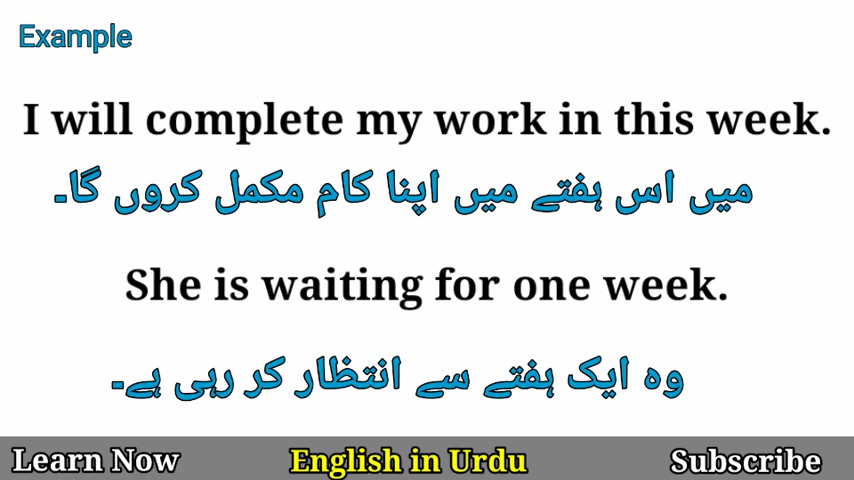 Example
I will complete my work in this week.
میں اس ہفتے میں اپنا کام مکمل کروں گا۔
She is waiting for one week.
وہ ایک ہفتے سے انتظار کر رہی ہے۔
Learn Now English in Urdu Subscribe